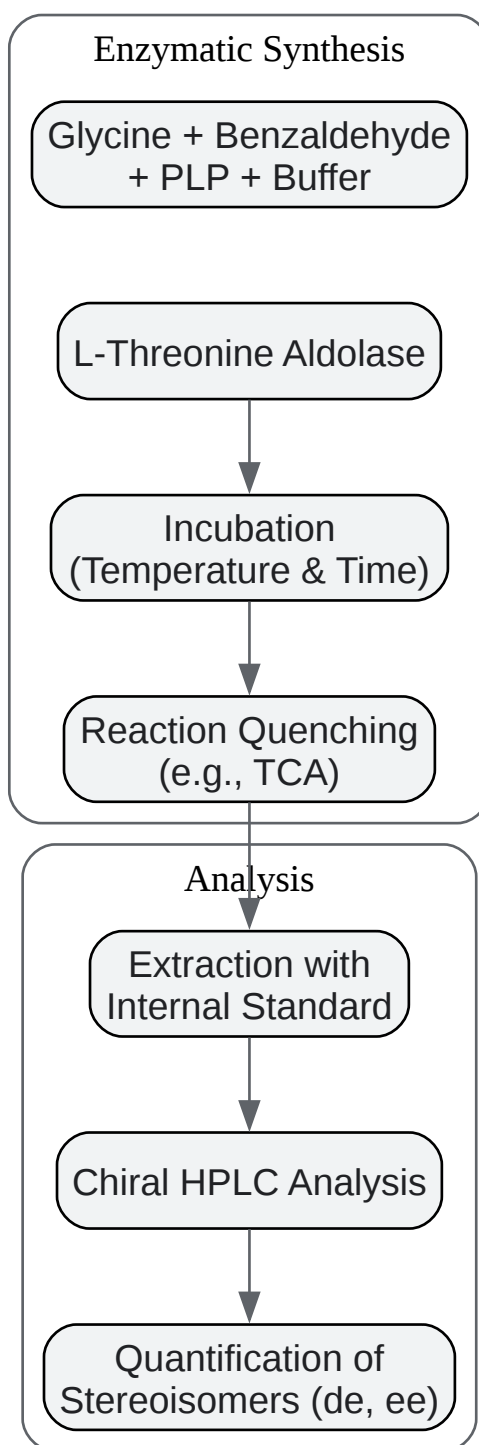 Enzymatic Synthesis
Glycine + Benzaldehyde
+ PLP + Buffer
L-Threonine Aldolase
Incubation
(Temperature & Time)
Reaction Quenching
(e.g., TCA)
Analysis
Extraction with
Internal Standard
Chiral HPLC Analysis
Quantification of
Stereoisomers (de, ee)